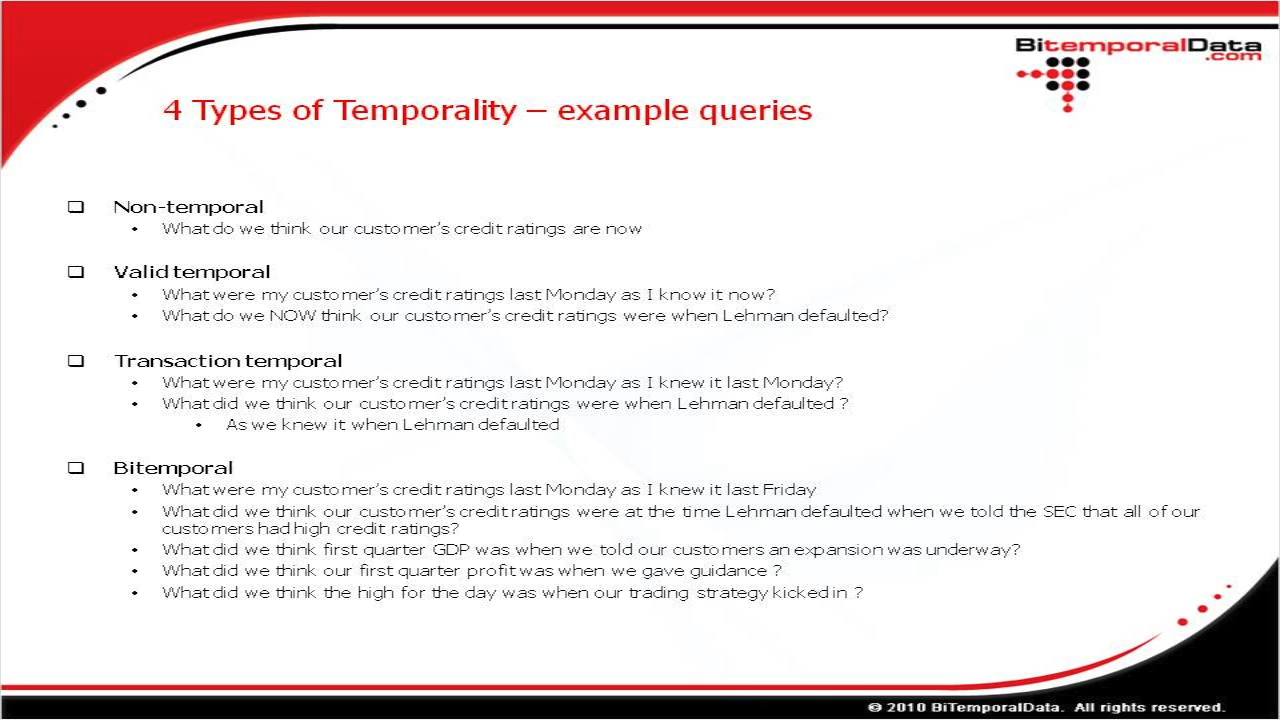 BitemporalData
.com
4 Types of Temporality – example queries
❑ Non-temporal
• What do we think our customer's credit ratings are now
❑ Valid temporal
• What were my customer's credit ratings last Monday as I know it now?
• What do we NOW think our customer's credit ratings were when Lehman defaulted?
❑ Transaction temporal
• What were my customer's credit ratings last Monday as I knew it last Monday?
• What did we think our customer's credit ratings were when Lehman defaulted ?
• As we knew it when Lehman defaulted
❑ Bitemporal
• What were my customer's credit ratings last Monday as I knew it last Friday
• What did we think our customer's credit ratings were at the time Lehman defaulted when we told the SEC that all of our
customers had high credit ratings?
• What did we think first quarter GDP was when we told our customers an expansion was underway?
• What did we think our first quarter profit was when we gave guidance ?
• What did we think the high for the day was when our trading strategy kicked in ?
© 2010 BiTemporalData. All rights reserved.